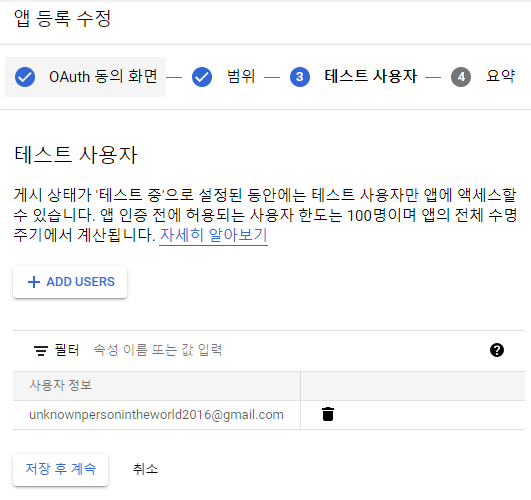 앱 등록 수정
OAuth 동의 화면 — 범위 — 3 테스트 사용자 — 4 요약
테스트 사용자
게시 상태가 '테스트 중'으로 설정된 동안에는 테스트 사용자만 앱에 액세스할
수 있습니다. 앱 인증 전에 허용되는 사용자 한도는 100명이며 앱의 전체 수명
주기에서 계산됩니다. 자세히 알아보기
+ ADD USERS
필터 속성 이름 또는 값 입력
사용자 정보
unknownpersonintheworld2016@gmail.com
저장 후 계속 취소